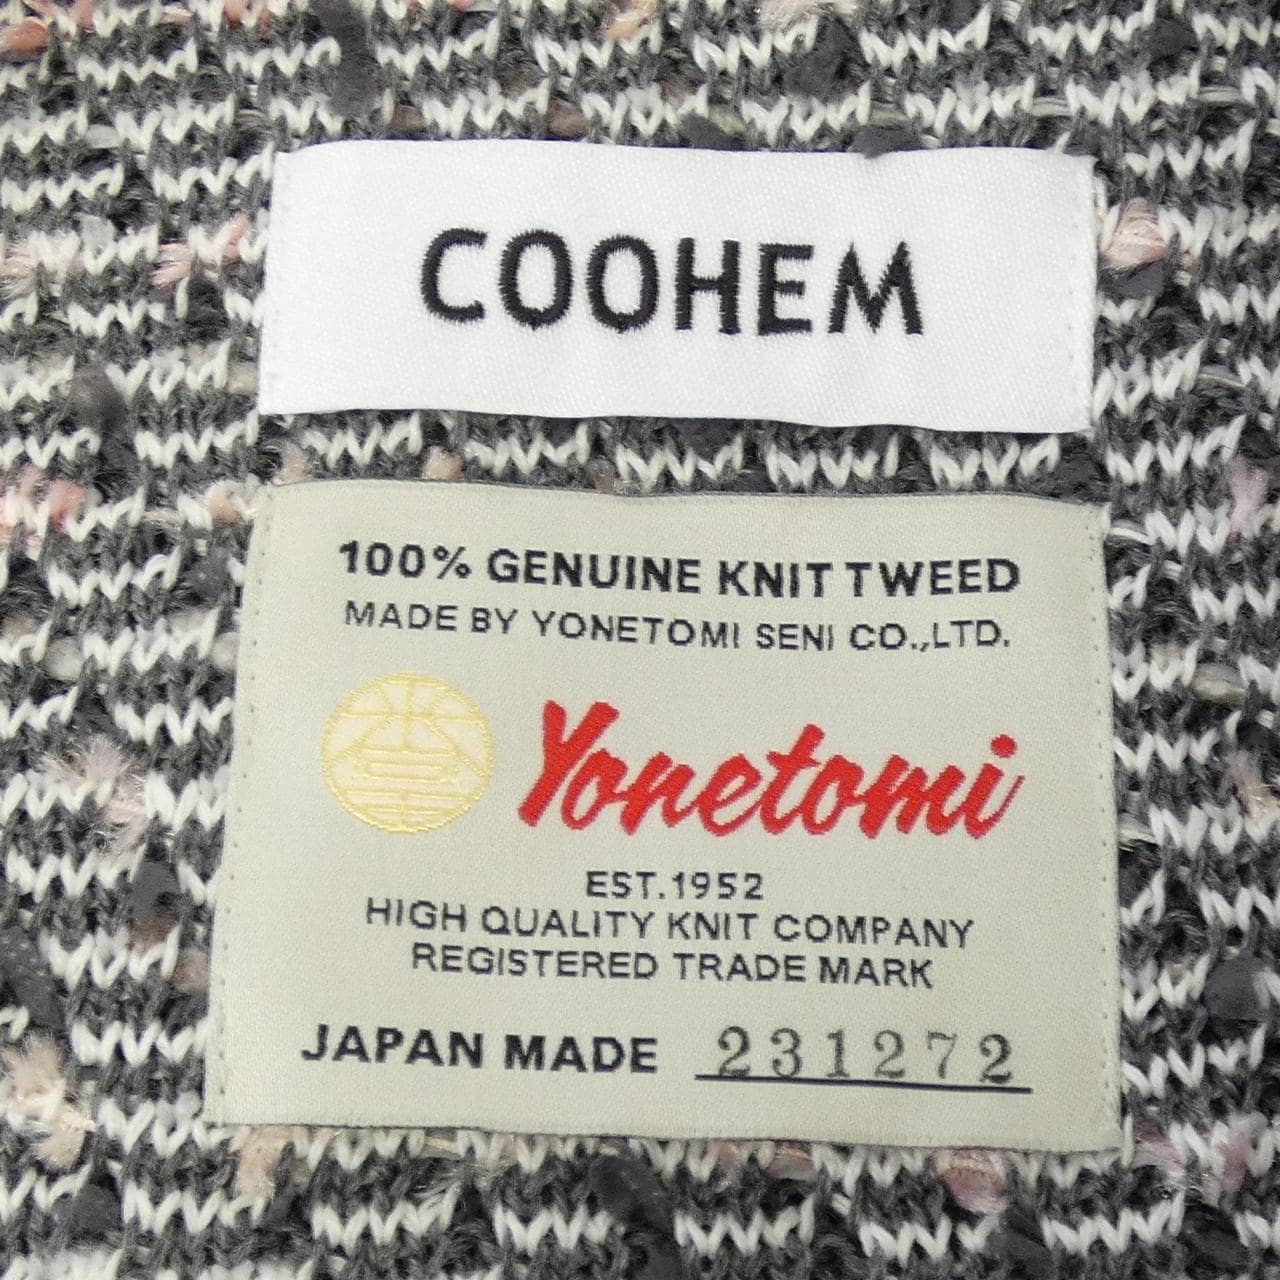 COOHEM
100% GENUINE KNIT TWEED
MADE BY YONETOMI SENI CO.,LTD.
Yonetomi
EST.1952
HIGH QUALITY KNIT COMPANY
REGISTERED TRADE MARK
JAPAN MADE 231272